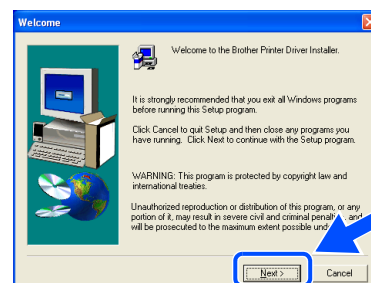 Welcome
Welcome to the Brother Printer Driver Installer.
It is strongly recommended that you exit all Windows programs
before running this Setup program.
Click Cancel to quit Setup and then close any programs you
have running. Click Next to continue with the Setup program.
WARNING: This program is protected by copyright law and
international treaties.
Unauthorized reproduction or distribution of this program, or any
portion of it, may result in severe civil and criminal and
will be prosecuted to the maximum extent possible
Next >
Cancel